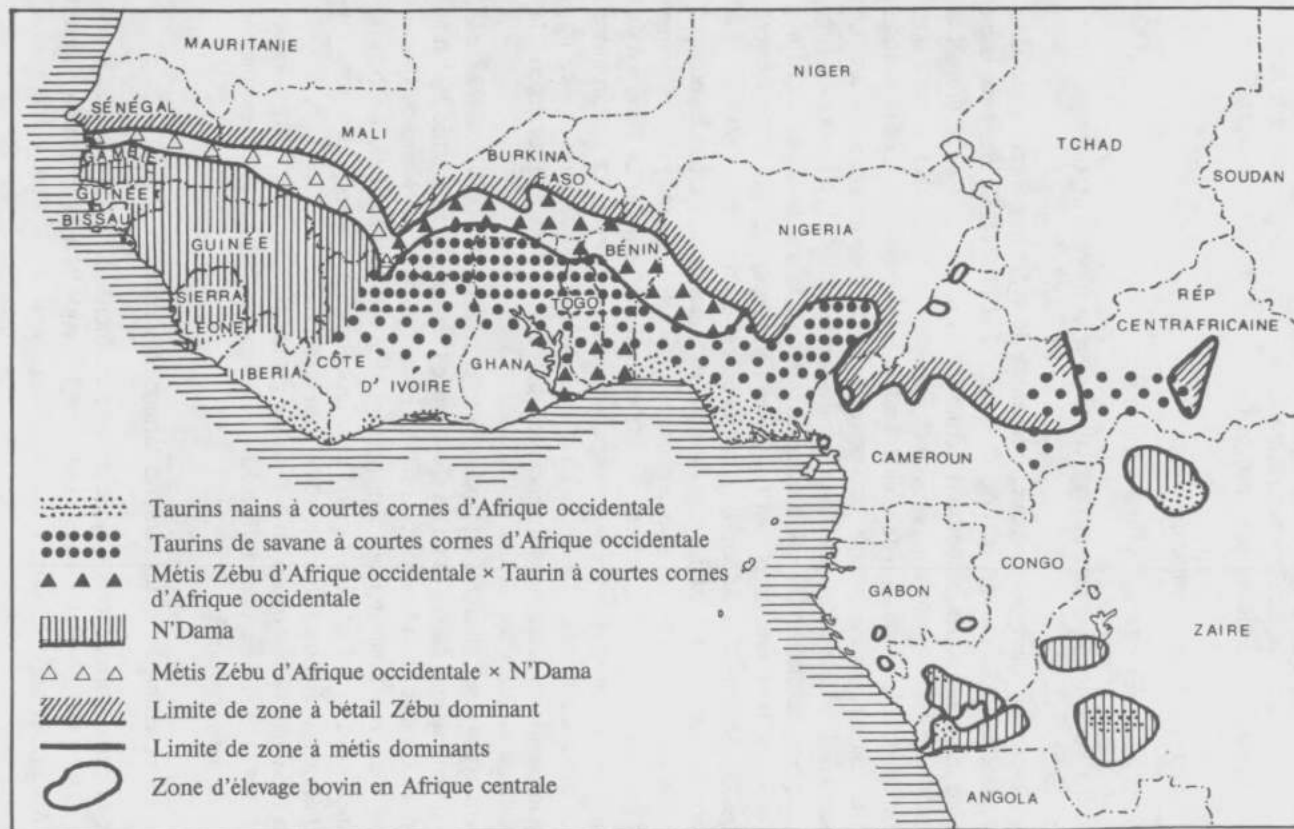 MAURITANIE
NIGER
TCHAD
SOUDAN
SÉNÉGAL
MALI
BURKINA
FASO
GAMBIE
GUINÉE
BISSAU
GUINÉE
BÉNIN
NIGERIA
RÉP
CENTRAFRICAINE
SIERRA
LEONE
TOGO
LIBERIA
CÔTE
D' IVOIRE
GHANA
CAMEROUN
CONGO
GABON
ZAIRE
ANGOLA
Taurins nains à courtes cornes d'Afrique occidentale
Taurins de savane à courtes cornes d'Afrique occidentale
Métis Zébu d'Afrique occidentale × Taurin à courtes cornes
d'Afrique occidentale
N'Dama
Métis Zébu d'Afrique occidentale × N'Dama
Limite de zone à bétail Zébu dominant
Limite de zone à métis dominants
Zone d'élevage bovin en Afrique centrale